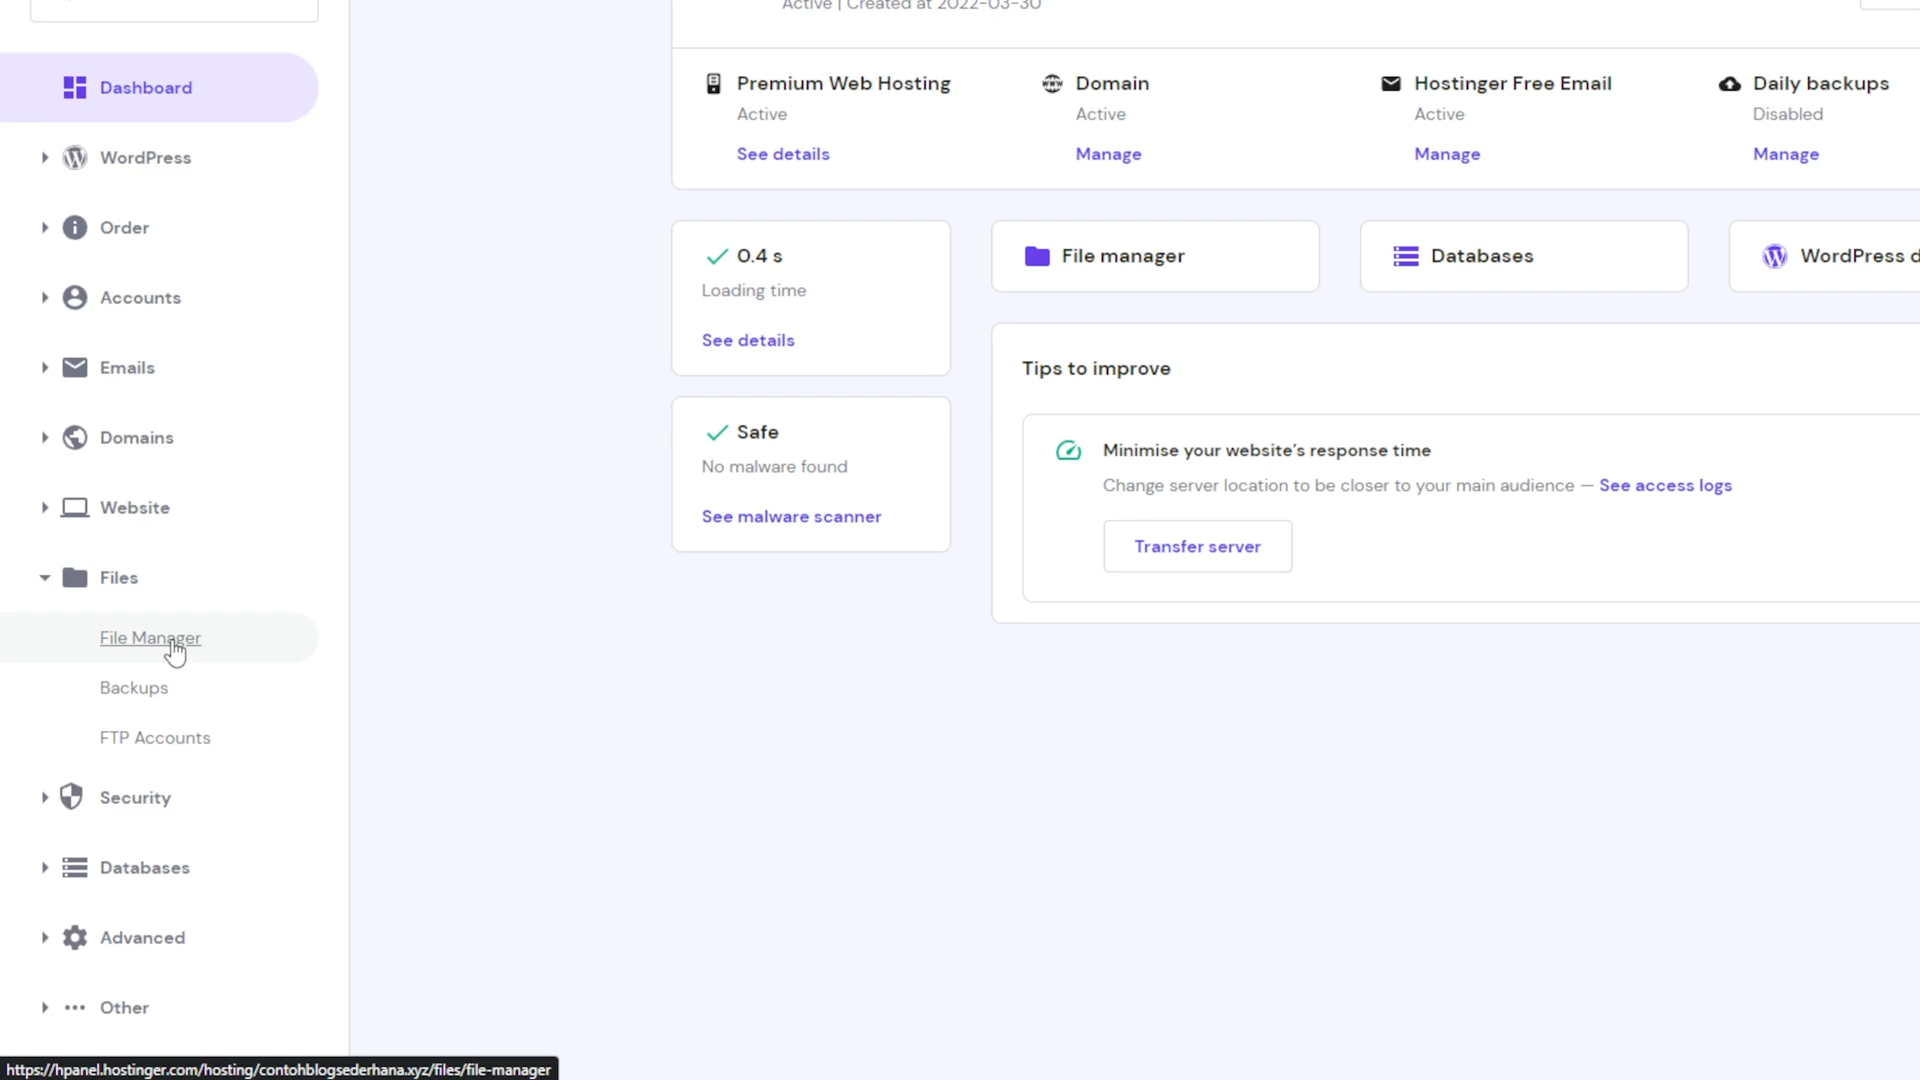 Active | Created at 2022-03-30
Dashboard
WordPress
Order
Accounts
Emails
Domains
Website
Files
File Manager
Backups
FTP Accounts
Security
Databases
Advanced
Other
Premium Web Hosting
Active
See details
Domain
Active
Manage
Hostinger Free Email
Active
Manage
Daily backups
Disabled
Manage
0.4 s
Loading time
See details
Safe
No malware found
See malware scanner
File manager
Databases
WordPress d
Tips to improve
Minimise your website's response time
Change server location to be closer to your main audience — See access logs
Transfer server
https://hpanel.hostinger.com/hosting/contohblogsederhana.xyz/files/file-manager